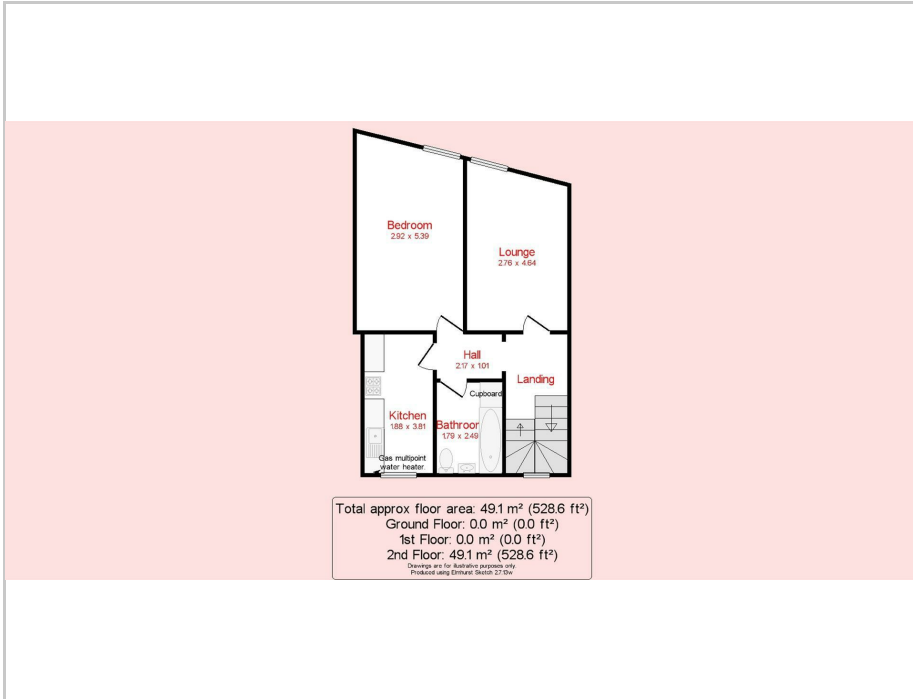 Bedroom
2.92 x 5.39
Lounge
2.76 x 4.64
Hall
2.17 x 1.01
Landing
Cupboard
Kitchen
1.88 x 3.81
Bathroom
1.79 x 2.49
Gas multipoint
water heater
Total approx floor area: 49.1 m² (528.6 ft²)
Ground Floor: 0.0 m² (0.0 ft²)
1st Floor: 0.0 m² (0.0 ft²)
2nd Floor: 49.1 m² (528.6 ft²)
Drawings are for illustrative purposes only.
Produced using Elmhurst Sketch 2.7.13w